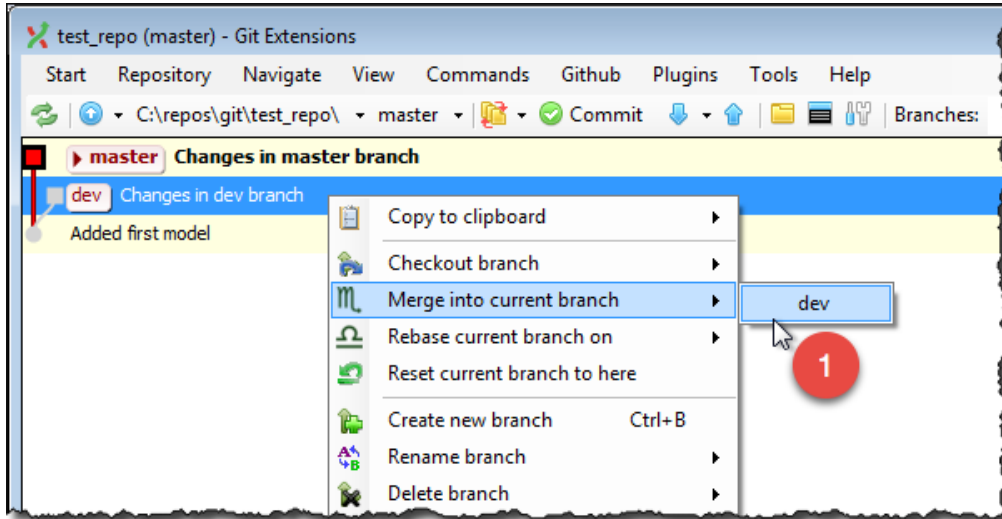 test_repo (master) - Git Extensions
Start Repository Navigate View Commands Github Plugins Tools Help
C:\repos\git\test_repo\ master Commit Branches:
master Changes in master branch
dev Changes in dev branch
Added first model
Copy to clipboard
Checkout branch
Merge into current branch
dev
1
Rebase current branch on
Reset current branch to here
Create new branch Ctrl+B
Rename branch
Delete branch